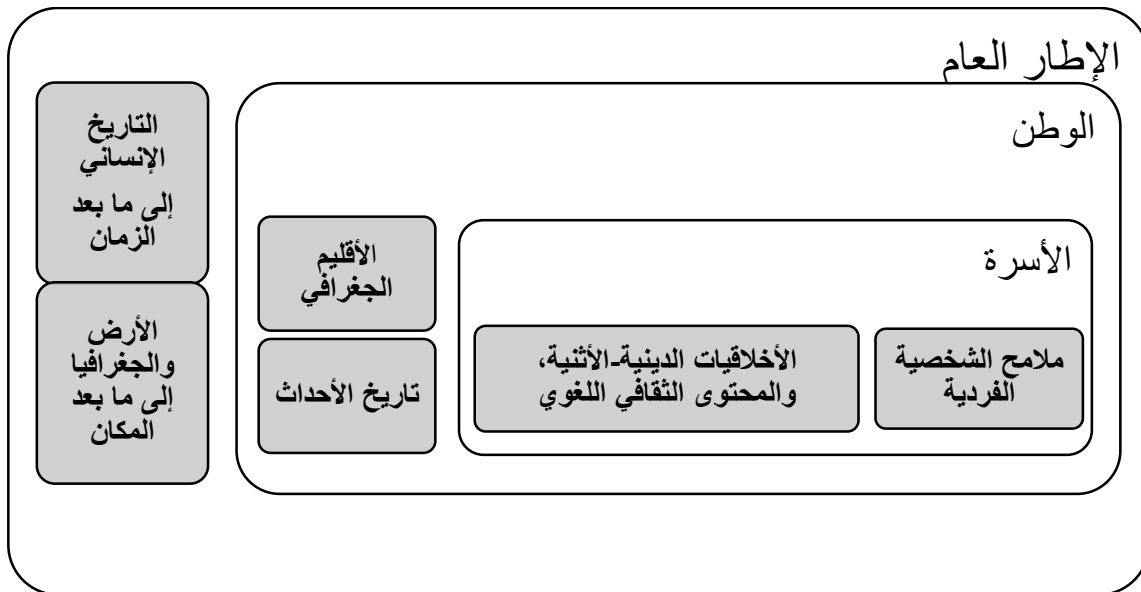 الإطار العام
الوطن
الأسرة
ملامح الشخصية
الفردية
الأخلاقيات الدينية-الأثنية،
والمحتوى الثقافي اللغوي
الأقليم
الجغرافي
تاريخ الأحداث
التاريخ
الإنساني
إلى ما بعد
الزمان
الأرض
والجغرافيا
إلى ما بعد
المكان